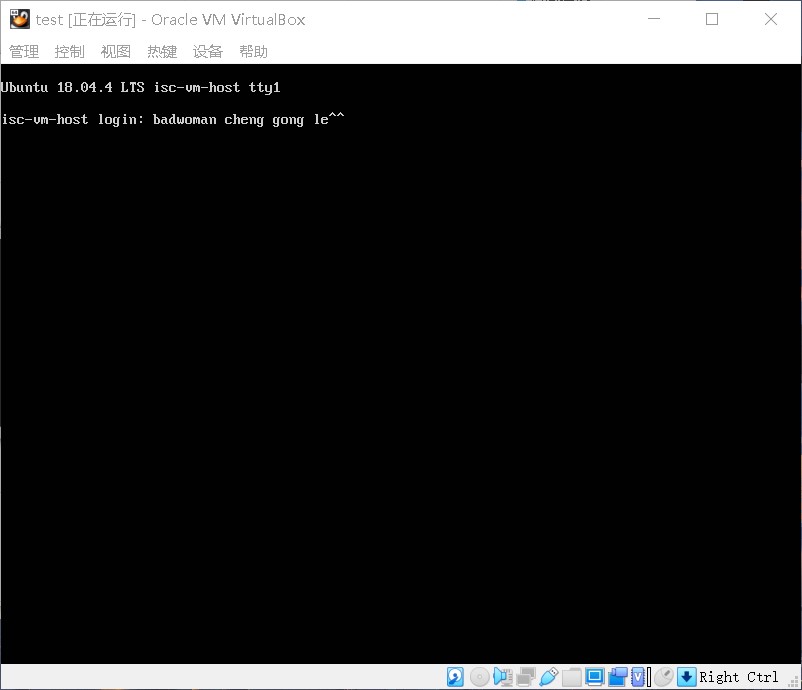 test [正在运行] - Oracle VM VirtualBox
管理 控制 视图 热键 设备 帮助
Ubuntu 18.04.4 LTS isc-vm-host tty1
isc-vm-host login: badwoman cheng gong le^^
Right Ctrl